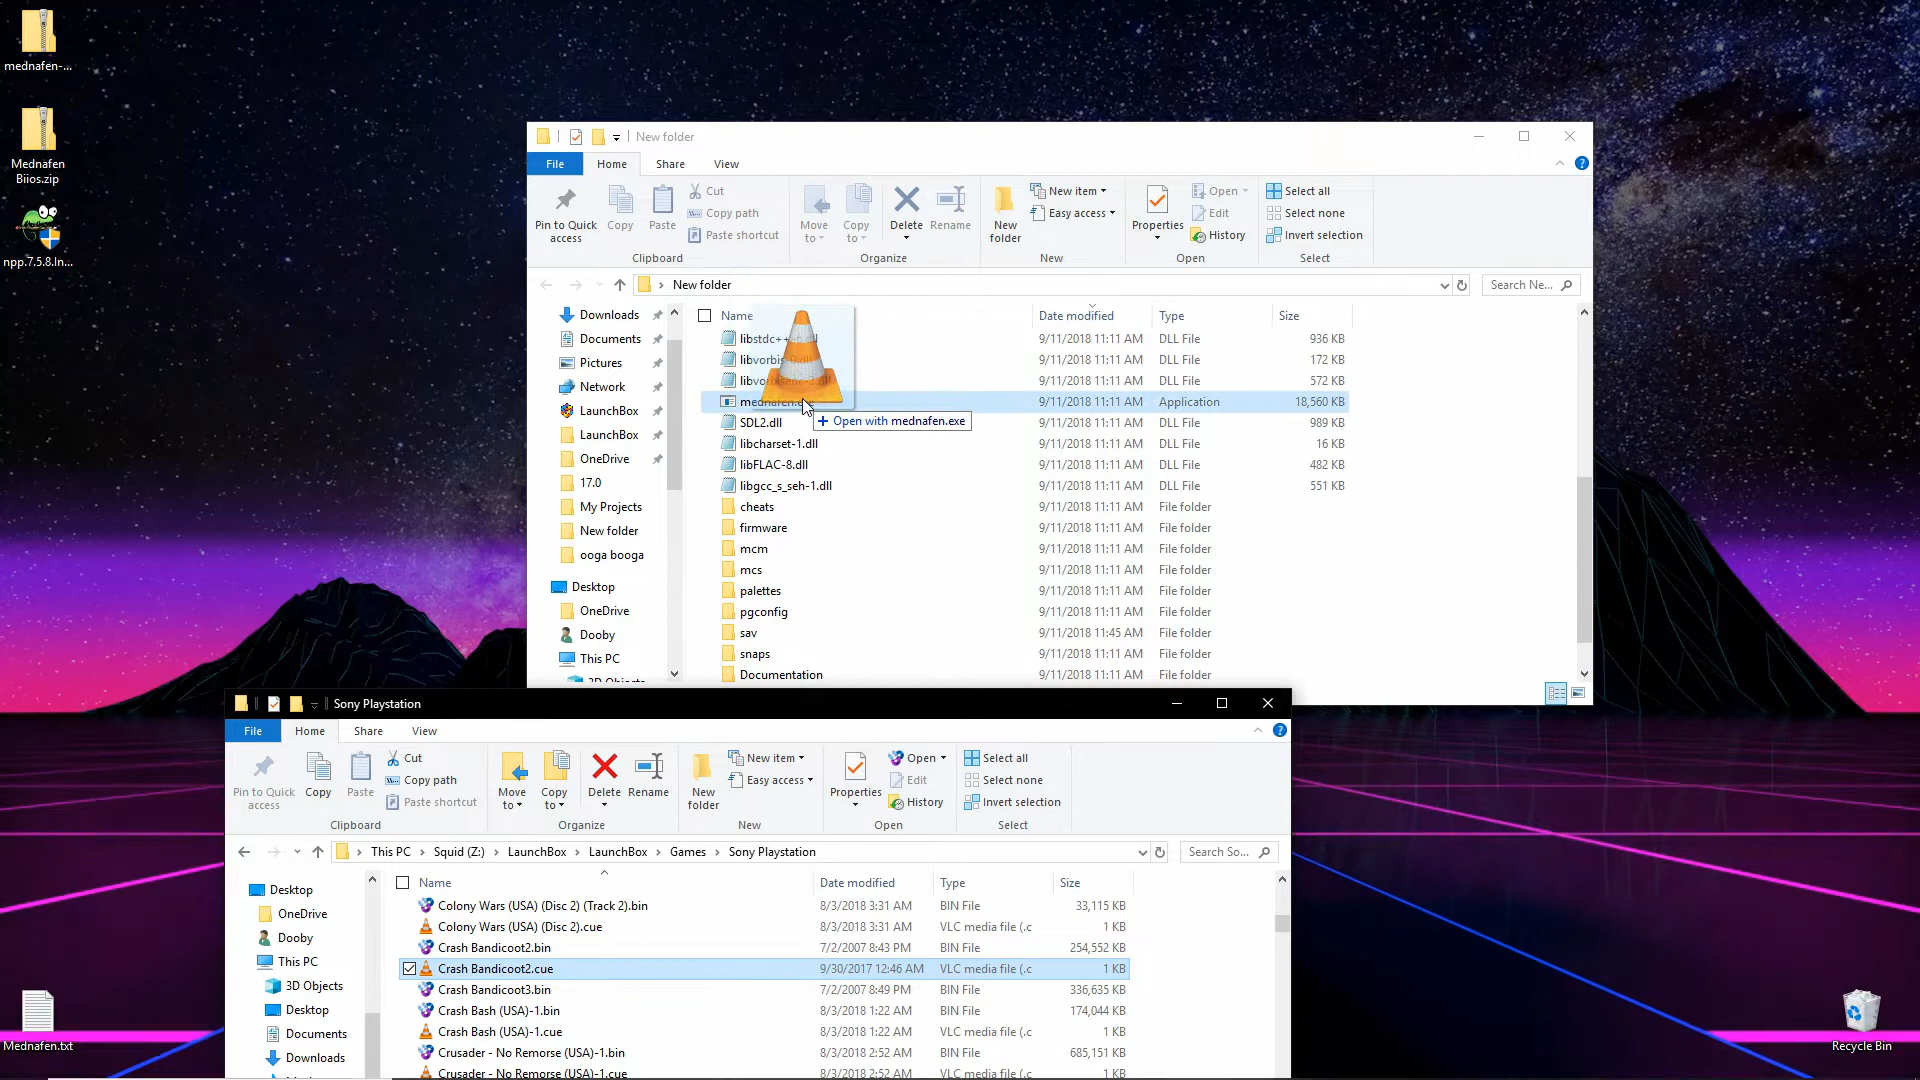 mednafen-...
Mednafen
Biios.zip
npp.7.5.8.In...
Mednafen.txt
Recycle Bin
New folder
File Home Share View
Pin to Quick access
Copy
Paste
Cut
Copy path
Paste shortcut
Clipboard
Move to
Copy to
Delete
Rename
Organize
New folder
New item
Easy access
New
Properties
Open
Edit
History
Open
Select all
Select none
Invert selection
Select
New folder
Search Ne...
Downloads
Documents
Pictures
Network
LaunchBox
LaunchBox
OneDrive
17.0
My Projects
New folder
ooga booga
Desktop
OneDrive
Dooby
This PC
3D Objects
Name Date modified Type Size
9/11/2018 11:11 AM DLL File 936 KB
9/11/2018 11:11 AM DLL File 172 KB
9/11/2018 11:11 AM DLL File 572 KB
mednafen.exe 9/11/2018 11:11 AM Application 18,560 KB
+ Open with mednafen.exe
SDL2.dll 9/11/2018 11:11 AM DLL File 989 KB
libcharset-1.dll 9/11/2018 11:11 AM DLL File 16 KB
libFLAC-8.dll 9/11/2018 11:11 AM DLL File 482 KB
libgcc_s_seh-1.dll 9/11/2018 11:11 AM DLL File 551 KB
cheats 9/11/2018 11:11 AM File folder
firmware 9/11/2018 11:11 AM File folder
mcm 9/11/2018 11:11 AM File folder
mcs 9/11/2018 11:11 AM File folder
palettes 9/11/2018 11:11 AM File folder
pgconfig 9/11/2018 11:11 AM File folder
sav 9/11/2018 11:45 AM File folder
snaps 9/11/2018 11:11 AM File folder
Documentation 9/11/2018 11:11 AM File folder
Sony Playstation
File Home Share View
Pin to Quick access
Copy
Paste
Cut
Copy path
Paste shortcut
Clipboard
Move to
Copy to
Delete
Rename
Organize
New folder
New item
Easy access
New
Properties
Open
Edit
History
Open
Select all
Select none
Invert selection
Select
This PC > Squid (Z:) > LaunchBox > LaunchBox > Games > Sony Playstation
Search So...
Desktop
OneDrive
Dooby
This PC
3D Objects
Desktop
Documents
Downloads
Name Date modified Type Size
Colony Wars (USA) (Disc 2) (Track 2).bin 8/3/2018 3:31 AM BIN File 33,115 KB
Colony Wars (USA) (Disc 2).cue 8/3/2018 3:31 AM VLC media file (.c 1 KB
Crash Bandicoot2.bin 7/2/2007 8:43 PM BIN File 254,552 KB
Crash Bandicoot2.cue 9/30/2017 12:46 AM VLC media file (.c 1 KB
Crash Bandicoot3.bin 7/2/2007 8:49 PM BIN File 336,635 KB
Crash Bash (USA)-1.bin 8/3/2018 1:22 AM BIN File 174,044 KB
Crash Bash (USA)-1.cue 8/3/2018 1:22 AM VLC media file (.c 1 KB
Crusader - No Remorse (USA)-1.bin 8/3/2018 2:52 AM BIN File 685,151 KB
Crusader - No Remorse (USA)-1.cue 8/3/2018 2:52 AM VLC media file (.c 1 KB